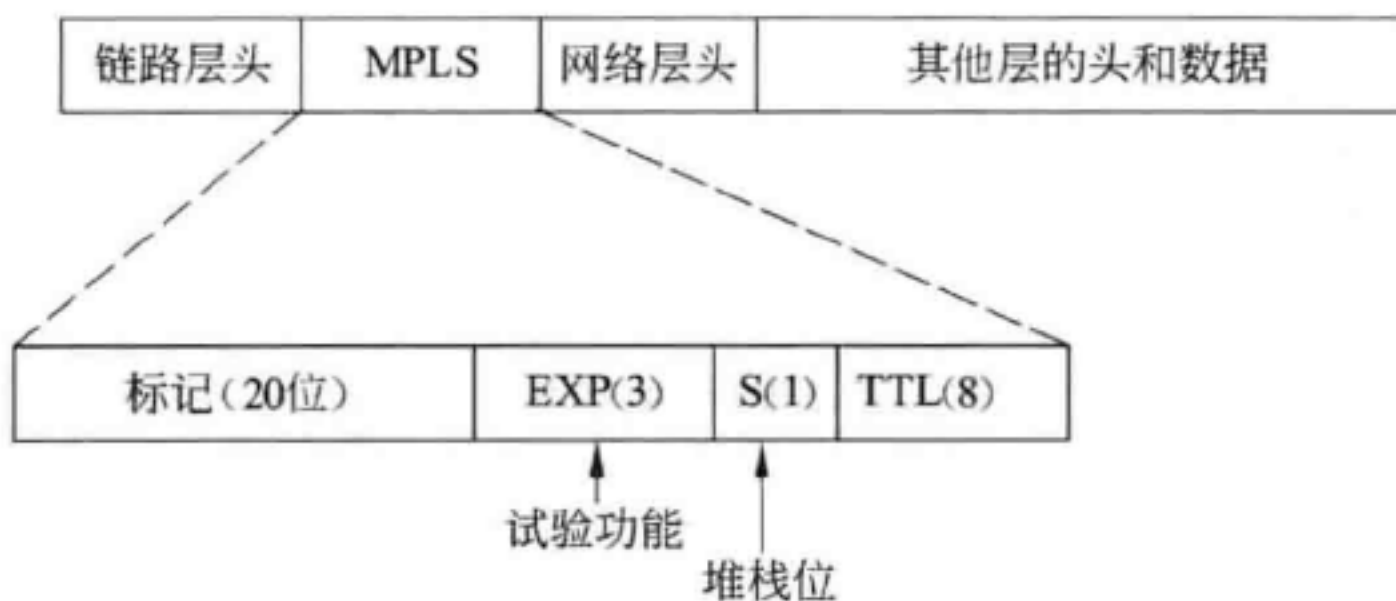 链路层头 MPLS 网络层头 其他层的头和数据
标记(20位) EXP(3) S(1) TTL(8)
试验功能
堆栈位